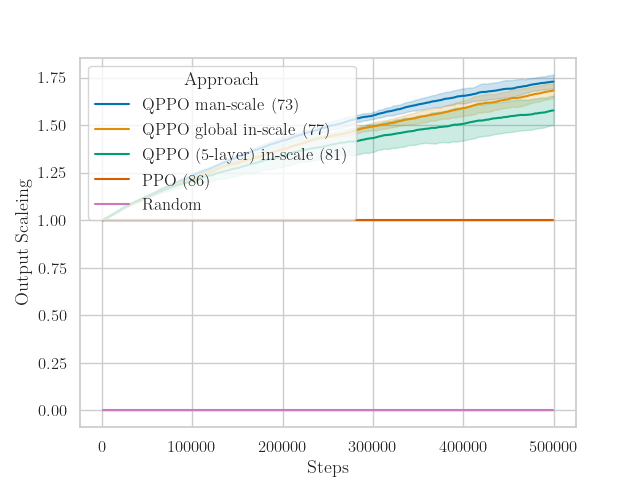 Approach
QPPO man-scale (73)
QPPO global in-scale (77)
QPPO (5-layer) in-scale (81)
PPO (86)
Random
Output Scaleing
1.75
1.50
1.25
1.00
0.75
0.50
0.25
0.00
0 100000 200000 300000 400000 500000
Steps